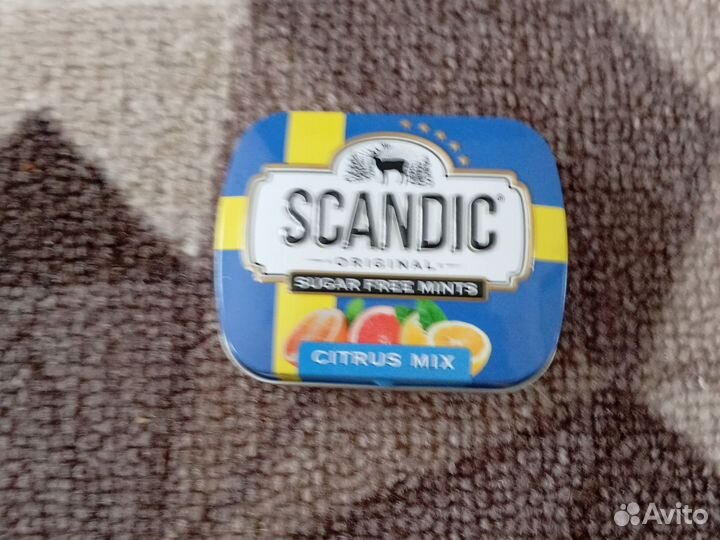 SCANDIC®
ORIGINAL
SUGAR FREE MINTS
CITRUS MIX
Avito